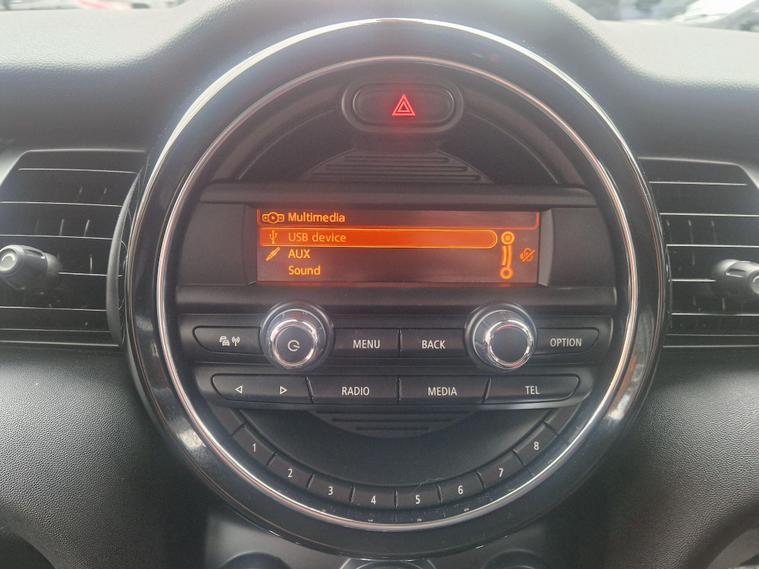 Multimedia
USB device
AUX
Sound
MENU BACK OPTION
RADIO MEDIA TEL
1 2 3 4 5 6 7 8